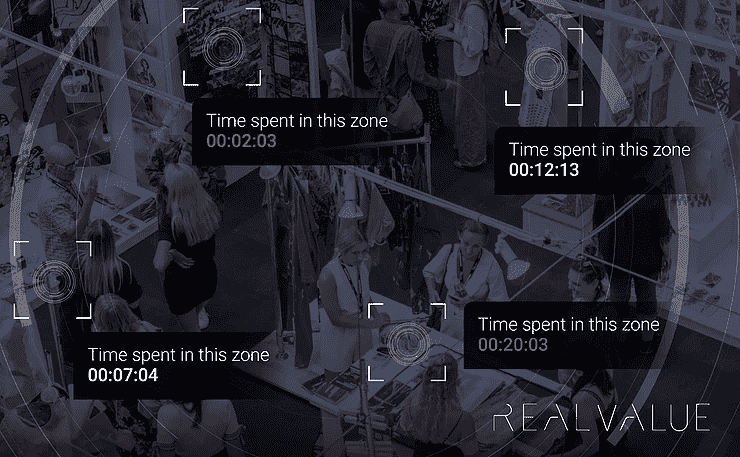 Time spent in this zone
00:02:03
Time spent in this zone
00:12:13
Time spent in this zone
00:20:03
Time spent in this zone
00:07:04
REALVALUE